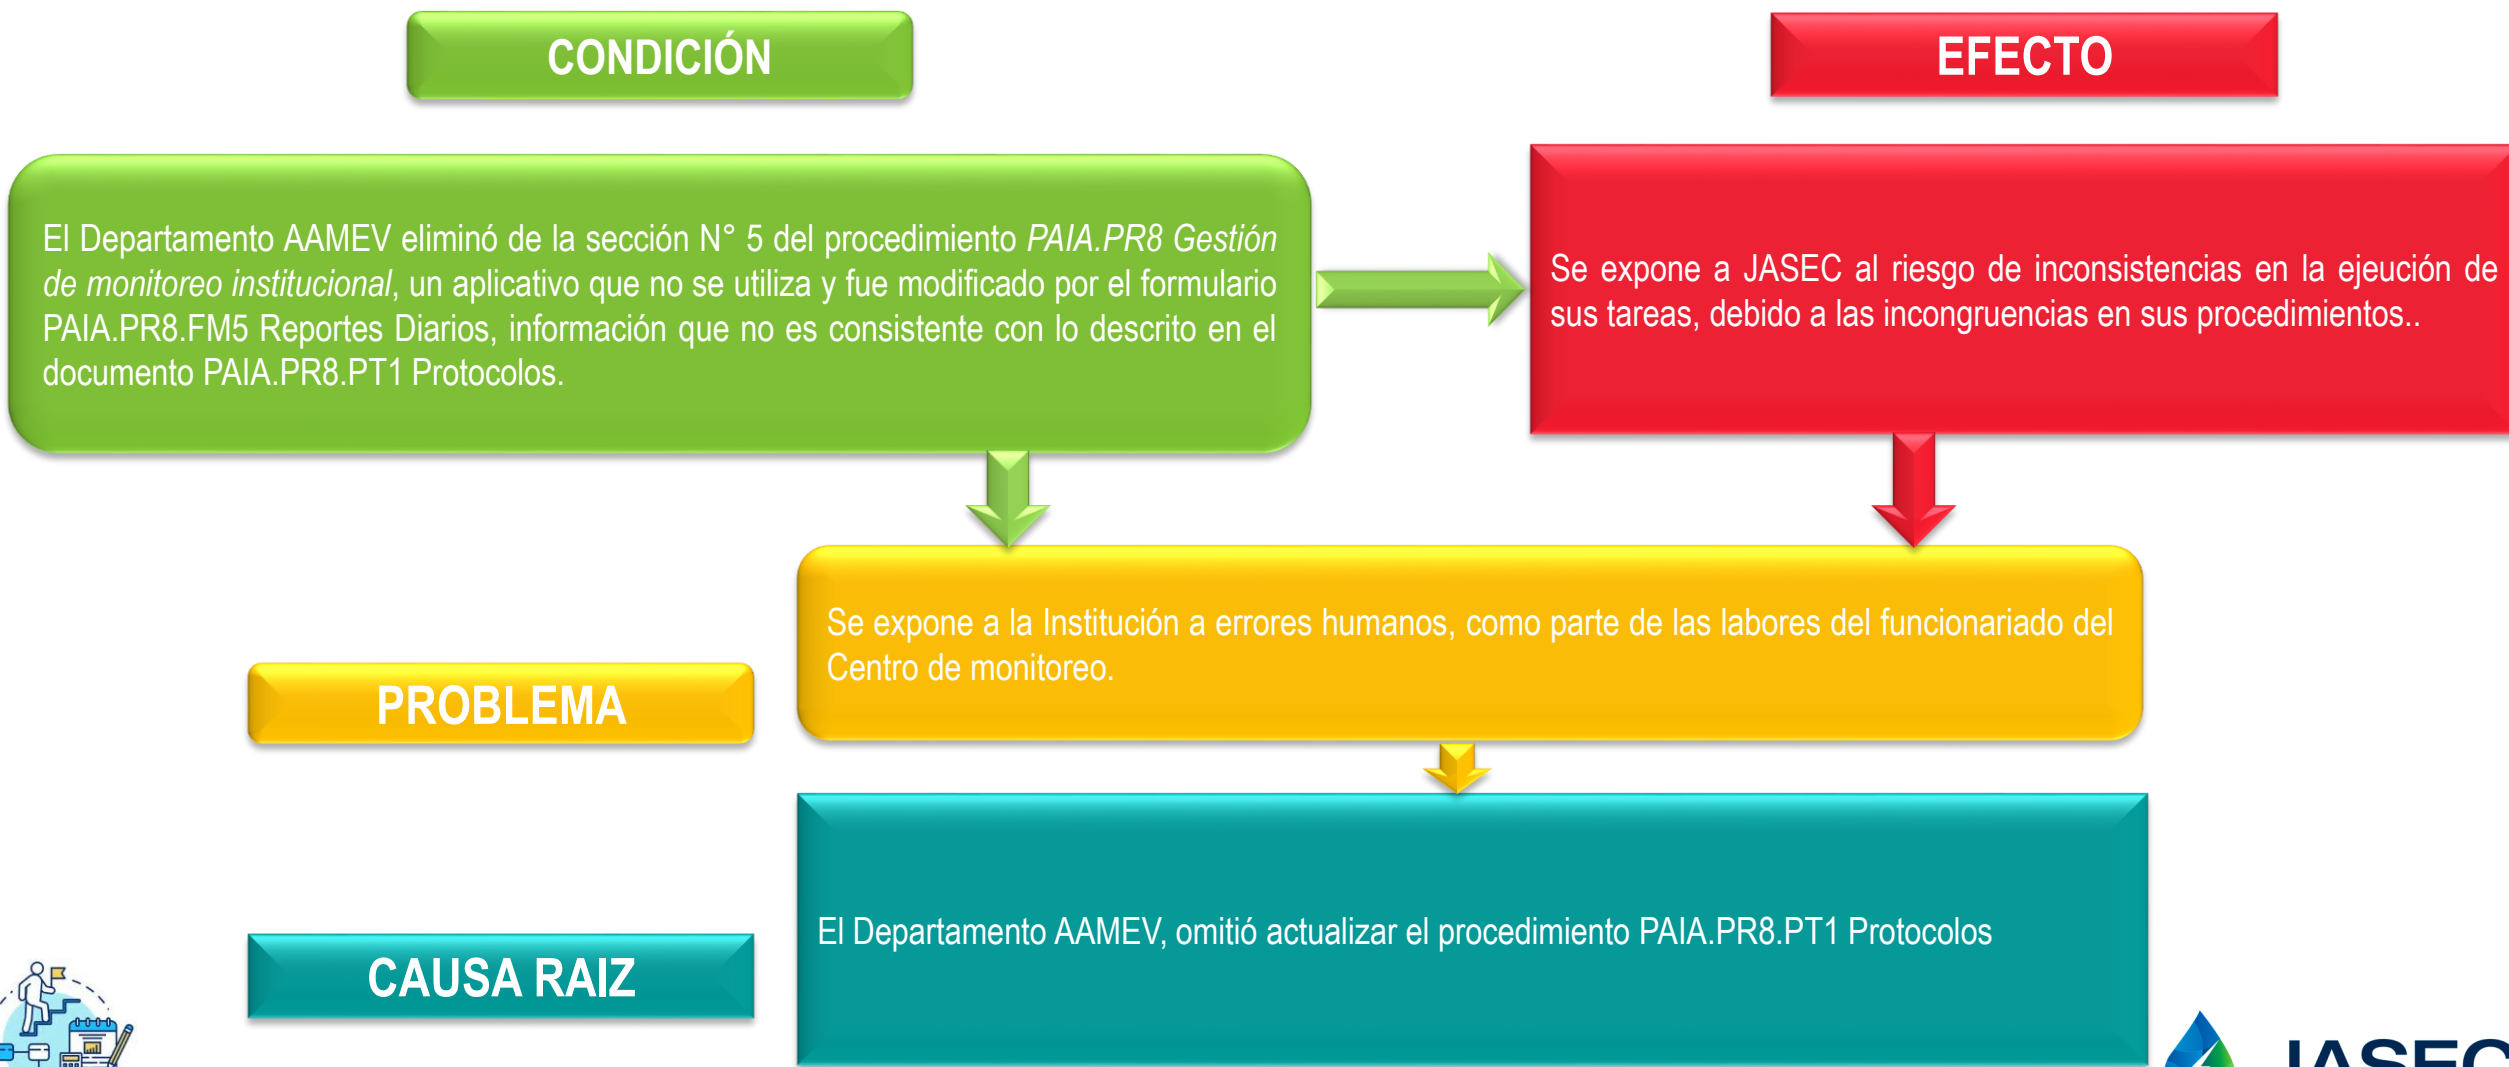 CONDICIÓN
EFECTO
El Departamento AAMEV eliminó de la sección N° 5 del procedimiento PAIA.PR8 Gestión
de monitoreo institucional, un aplicativo que no se utiliza y fue modificado por el formulario
PAIA.PR8.FM5 Reportes Diarios, información que no es consistente con lo descrito en el
documento PAIA.PR8.PT1 Protocolos.
Se expone a JASEC al riesgo de inconsistencias en la ejeución de
sus tareas, debido a las incongruencias en sus procedimientos..
Se expone a la Institución a errores humanos, como parte de las labores del funcionariado del
Centro de monitoreo.
PROBLEMA
El Departamento AAMEV, omitió actualizar el procedimiento PAIA.PR8.PT1 Protocolos
CAUSA RAIZ
JASEC